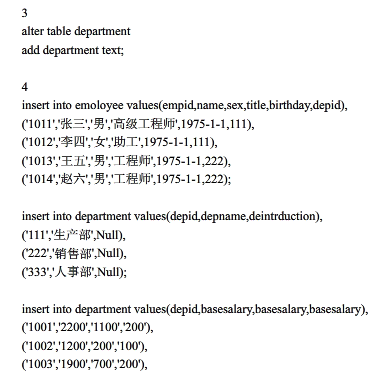 3
alter table department
add department text;
4
insert into emoloyee values(empid,name,sex,title,birthday,depid),
('1011','张三','男','高级工程师',1975-1-1,111),
('1012','李四','女','助工',1975-1-1,111),
('1013','王五','男','工程师',1975-1-1,222),
('1014','赵六','男','工程师',1975-1-1,222);
insert into department values(depid,depname,deintrduction),
('111','生产部',Null),
('222','销售部',Null),
('333','人事部',Null);
insert into department values(depid,basesalary,basesalary,basesalary),
('1001','2200','1100','200'),
('1002','1200','200','100'),
('1003','1900','700','200'),